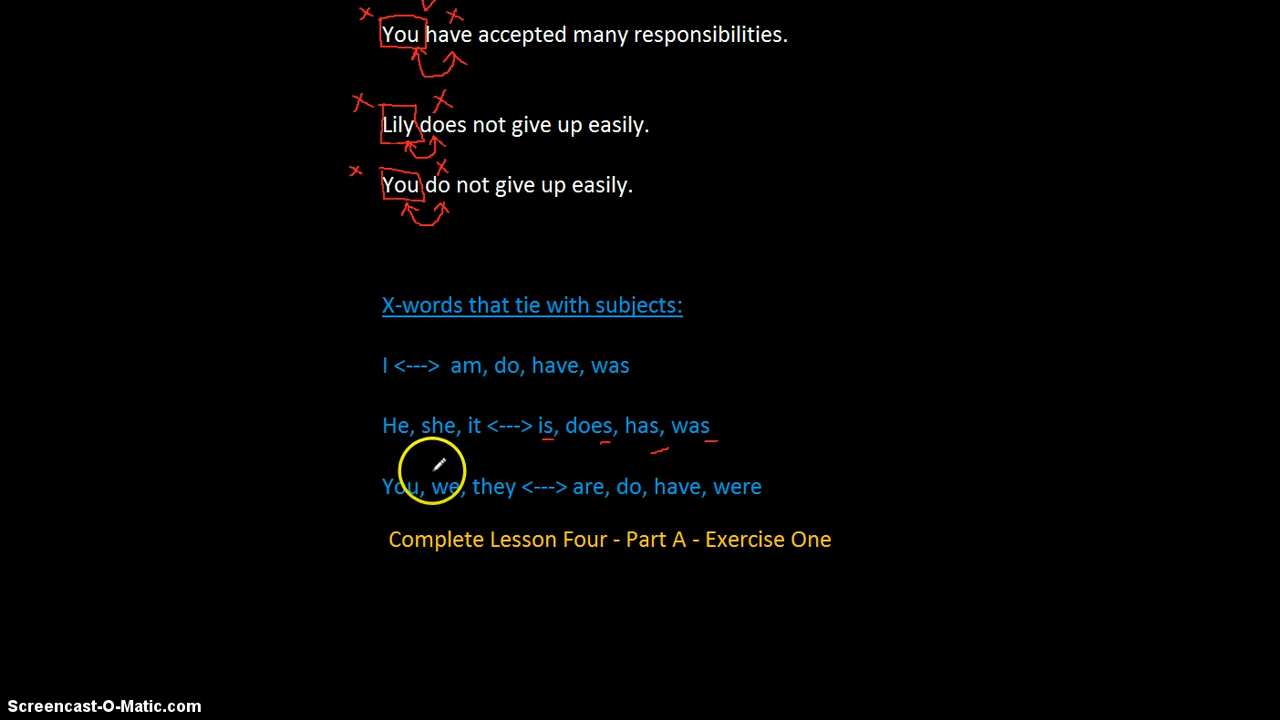 You have accepted many responsibilities.
Lily does not give up easily.
You do not give up easily.
X-words that tie with subjects:
I <---> am, do, have, was
He, she, it <---> is, does, has, was
You, we, they <---> are, do, have, were
Complete Lesson Four - Part A - Exercise One
Screencast-O-Matic.com